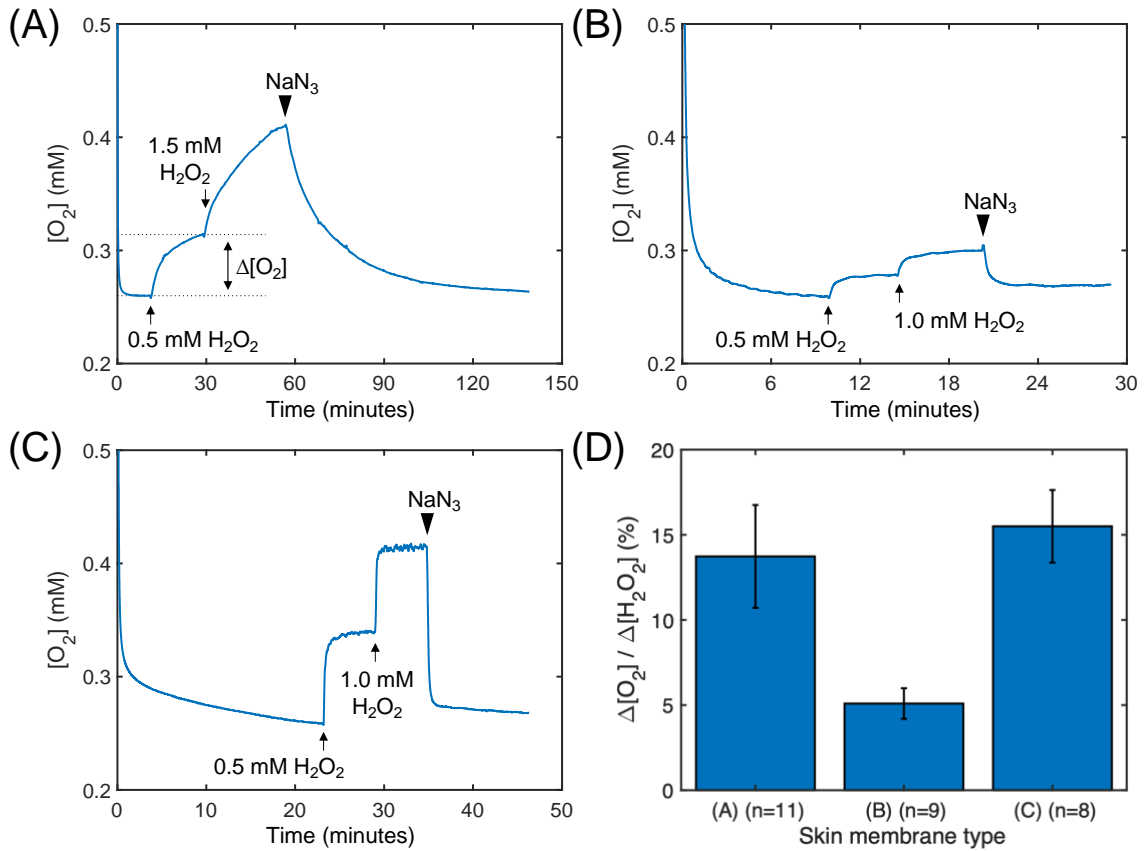 (A)
0.5
0.4
0.3
0.2
[O₂] (mM)
NaN₃
1.5 mM
H₂O₂
Δ[O₂]
0.5 mM H₂O₂
0 30 60 90 120 150
Time (minutes)
(B)
0.5
0.4
0.3
0.2
[O₂] (mM)
NaN₃
0.5 mM H₂O₂
1.0 mM H₂O₂
0 6 12 18 24 30
Time (minutes)
(C)
0.5
0.4
0.3
0.2
[O₂] (mM)
NaN₃
1.0 mM
H₂O₂
0.5 mM H₂O₂
0 10 20 30 40 50
Time (minutes)
(D)
20
15
10
5
0
Δ[O₂] / Δ[H₂O₂] (%)
(A) (n=11) (B) (n=9) (C) (n=8)
Skin membrane type